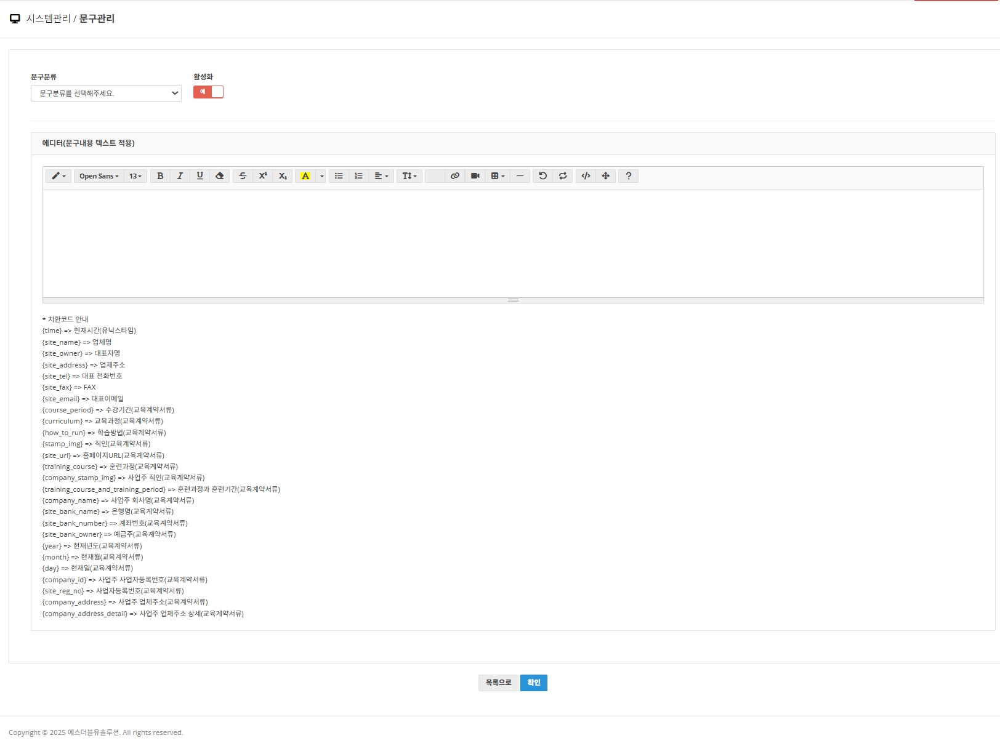 시스템관리 / 문구관리
문구분류
활성화
문구분류를 선택해주세요.
예
에디터(문구내용 텍스트 적용)
Open Sans 13 B I U S X¹ X₁ A T </> ?
* 치환코드 안내
{time} => 현재시간(유닉스타임)
{site_name} => 업체명
{site_owner} => 대표자명
{site_address} => 업체주소
{site_tel} => 대표 전화번호
{site_fax} => FAX
{site_email} => 대표이메일
{course_period} => 수강기간(교육계약서류)
{curriculum} => 교육과정(교육계약서류)
{how_to_run} => 학습방법(교육계약서류)
{stamp_img} => 직인(교육계약서류)
{site_url} => 홈페이지URL(교육계약서류)
{training_course} => 훈련과정(교육계약서류)
{company_stamp_img} => 사업주 직인(교육계약서류)
{training_course_and_training_period} => 훈련과정과 훈련기간(교육계약서류)
{company_name} => 사업주 회사명(교육계약서류)
{site_bank_name} => 은행명(교육계약서류)
{site_bank_number} => 계좌번호(교육계약서류)
{site_bank_owner} => 예금주(교육계약서류)
{year} => 현재년도(교육계약서류)
{month} => 현재월(교육계약서류)
{day} => 현재일(교육계약서류)
{company_id} => 사업주 사업자등록번호(교육계약서류)
{site_reg_no} => 사업자등록번호(교육계약서류)
{company_address} => 사업주 업체주소(교육계약서류)
{company_address_detail} => 사업주 업체주소 상세(교육계약서류)
목록으로
확인
Copyright © 2025 에스더블유솔루션. All rights reserved.